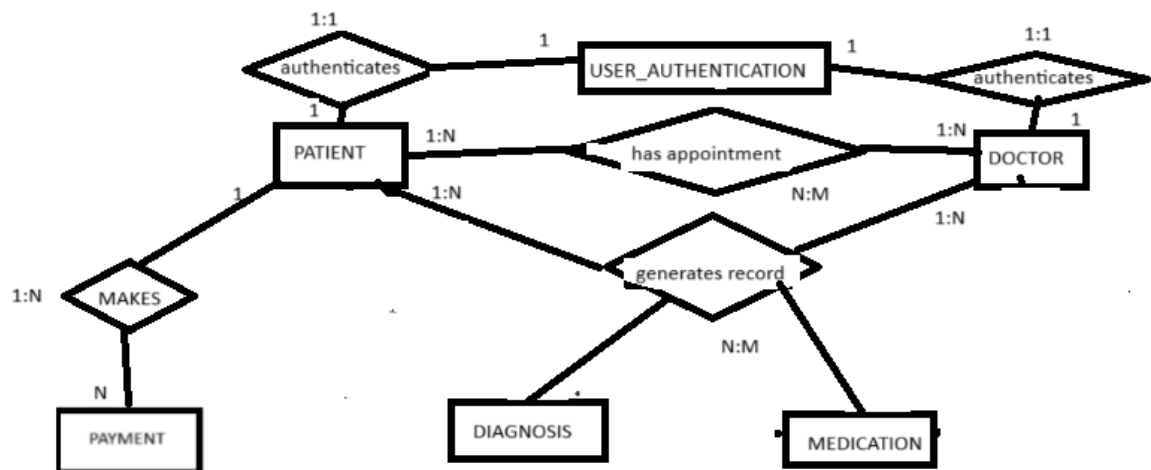 1:1
1:1
1
1
authenticates
USER_AUTHENTICATION
authenticates
1
1
PATIENT
1:N
has appointment
1:N
DOCTOR
1
1:N
N:M
1:N
1:N
MAKES
generates record
N:M
N
PAYMENT
DIAGNOSIS
MEDICATION